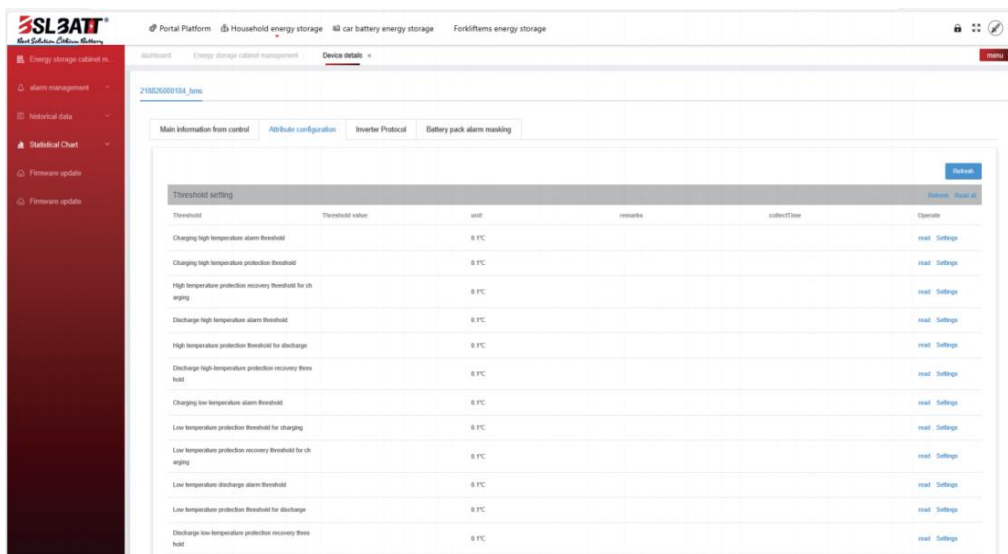 BSLBATT®
Best Solution Lithium Battery
Portal Platform Household energy storage car battery energy storage Forkliftems energy storage
dashboard Energy storage cabinet management Device details × menu
Energy storage cabinet m...
alarm management
historical data
Statistical Chart
Firmware update
Firmware update
218826000184_bms
Main information from control Attribute configuration Inverter Protocol Battery pack alarm masking
Refresh
Threshold setting Refresh Read all
Threshold Threshold value unit remarks collectTime Operate
Charging high temperature alarm threshold 0.1°C read Settings
Charging high temperature protection threshold 0.1°C read Settings
High temperature protection recovery threshold for ch
arging 0.1°C read Settings
Discharge high temperature alarm threshold 0.1°C read Settings
High temperature protection threshold for discharge 0.1°C read Settings
Discharge high-temperature protection recovery thres
hold 0.1°C read Settings
Charging low temperature alarm threshold 0.1°C read Settings
Low temperature protection threshold for charging 0.1°C read Settings
Low temperature protection recovery threshold for ch
arging 0.1°C read Settings
Low temperature discharge alarm threshold 0.1°C read Settings
Low temperature protection threshold for discharge 0.1°C read Settings
Discharge low-temperature protection recovery thres
hold 0.1°C read Settings